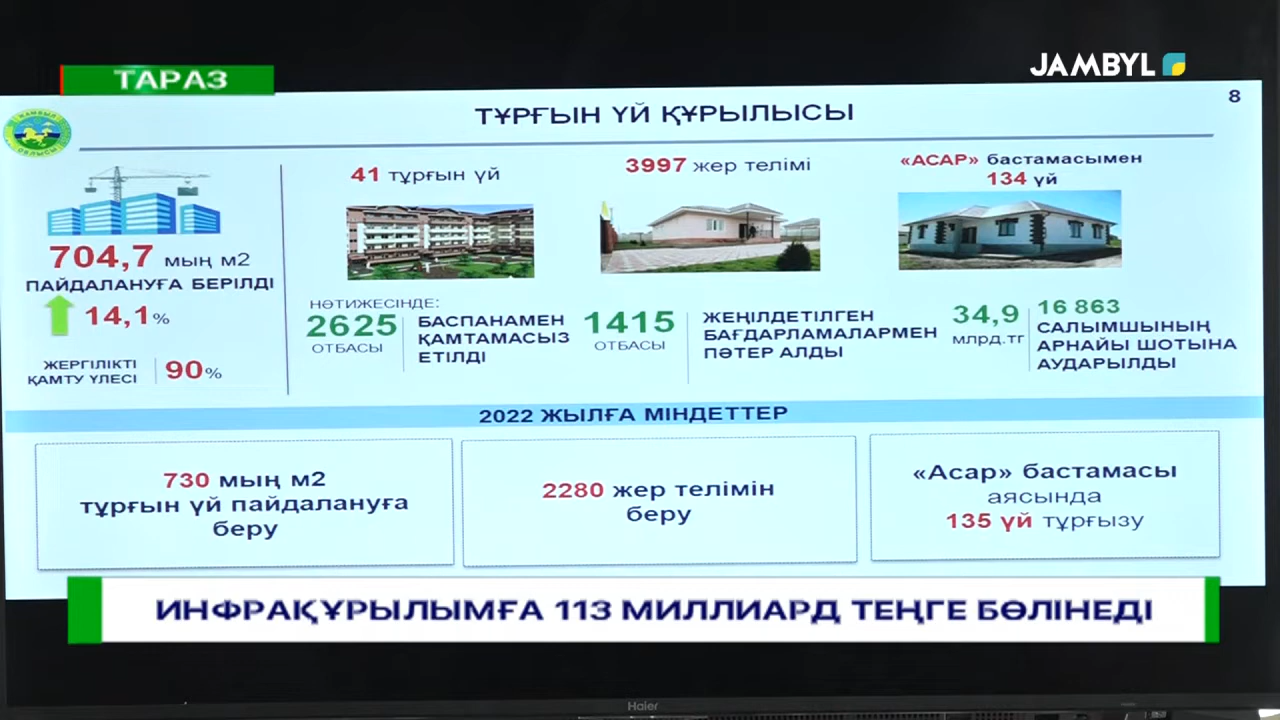 ТАРАЗ
JAMBYL
8
ТҰРҒЫН ҮЙ ҚҰРЫЛЫСЫ
ЖАМБЫЛ
ОБЛЫСЫ
704,7 мың м2
ПАЙДАЛАНУҒА БЕРІЛДІ
14,1%
ЖЕРГІЛІКТІ
ҚАМТУ ҮЛЕСІ
90%
41 тұрғын үй
3997 жер телімі
«АСАР» бастамасымен
134 үй
НӘТИЖЕСІНДЕ:
2625
ОТБАСЫ
БАСПАНАМЕН
ҚАМТАМАСЫЗ
ЕТІЛДІ
1415
ОТБАСЫ
ЖЕҢІЛДЕТІЛГЕН
БАҒДАРЛАМАЛАРМЕН
ПӘТЕР АЛДЫ
34,9
млрд.тг
16 863
САЛЫМШЫНЫҢ
АРНАЙЫ ШОТЫНА
АУДАРЫЛДЫ
2022 ЖЫЛҒА МІНДЕТТЕР
730 мың м2
тұрғын үй пайдалануға
беру
2280 жер телімін
беру
«Асар» бастамасы
аясында
135 үй тұрғызу
ИНФРАҚҰРЫЛЫМҒА 113 МИЛЛИАРД ТЕҢГЕ БӨЛІНЕДІ
Haier